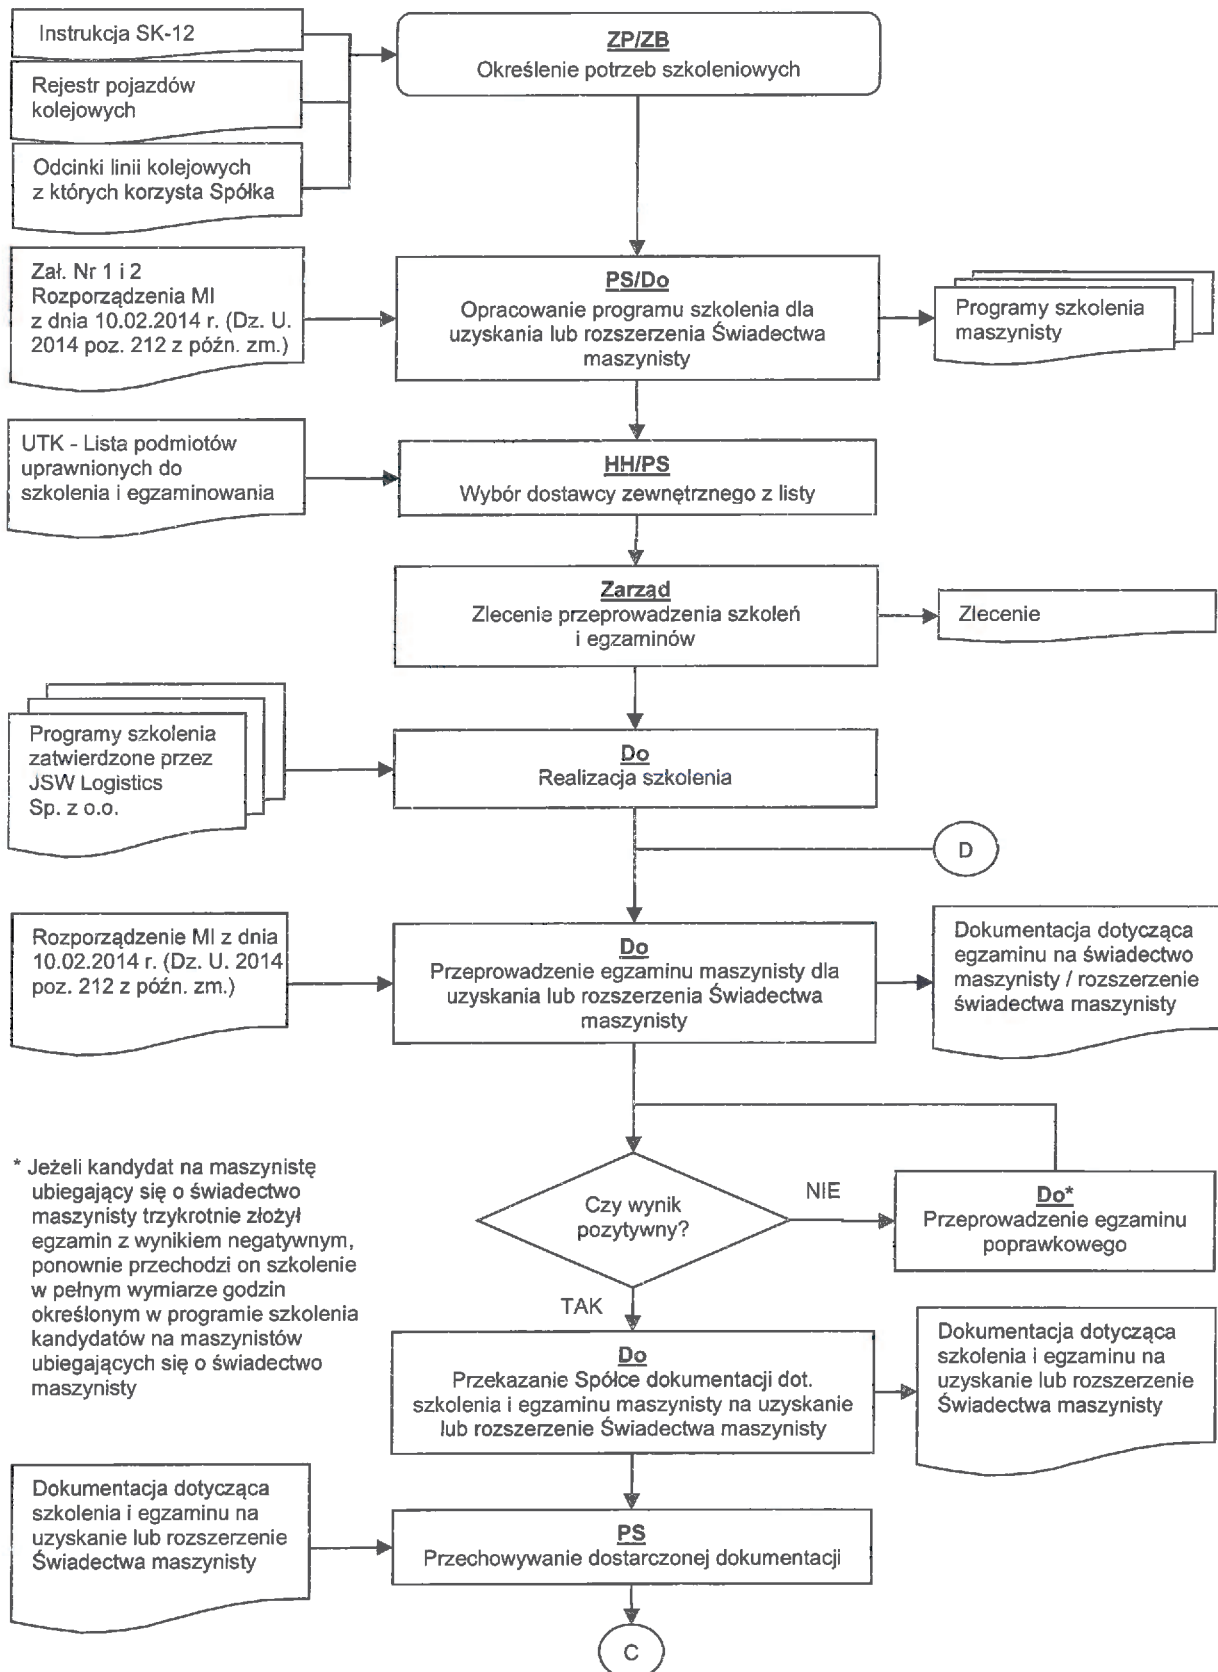 Instrukcja SK-12
Rejestr pojazdów
kolejowych
Odcinki linii kolejowych
z których korzysta Spółka
ZP/ZB
Określenie potrzeb szkoleniowych
Zał. Nr 1 i 2
Rozporządzenia MI
z dnia 10.02.2014 r. (Dz. U.
2014 poz. 212 z późn. zm.)
PS/Do
Opracowanie programu szkolenia dla
uzyskania lub rozszerzenia Świadectwa
maszynisty
Programy szkolenia
maszynisty
UTK - Lista podmiotów
uprawnionych do
szkolenia i egzaminowania
HH/PS
Wybór dostawcy zewnętrznego z listy
Zarząd
Zlecenie przeprowadzenia szkoleń
i egzaminów
Zlecenie
Programy szkolenia
zatwierdzone przez
JSW Logistics
Sp. z o.o.
Do
Realizacja szkolenia
D
Rozporządzenie MI z dnia
10.02.2014 r. (Dz. U. 2014
poz. 212 z późn. zm.)
Do
Przeprowadzenie egzaminu maszynisty dla
uzyskania lub rozszerzenia Świadectwa
maszynisty
Dokumentacja dotycząca
egzaminu na świadectwo
maszynisty / rozszerzenie
świadectwa maszynisty
* Jeżeli kandydat na maszynistę
ubiegający się o świadectwo
maszynisty trzykrotnie złożył
egzamin z wynikiem negatywnym,
ponownie przechodzi on szkolenie
w pełnym wymiarze godzin
określonym w programie szkolenia
kandydatów na maszynistów
ubiegających się o świadectwo
maszynisty
Czy wynik
pozytywny?
NIE
Do*
Przeprowadzenie egzaminu
poprawkowego
TAK
Do
Przekazanie Spółce dokumentacji dot.
szkolenia i egzaminu maszynisty na uzyskanie
lub rozszerzenie Świadectwa maszynisty
Dokumentacja dotycząca
szkolenia i egzaminu na
uzyskanie lub rozszerzenie
Świadectwa maszynisty
Dokumentacja dotycząca
szkolenia i egzaminu na
uzyskanie lub rozszerzenie
Świadectwa maszynisty
PS
Przechowywanie dostarczonej dokumentacji
C